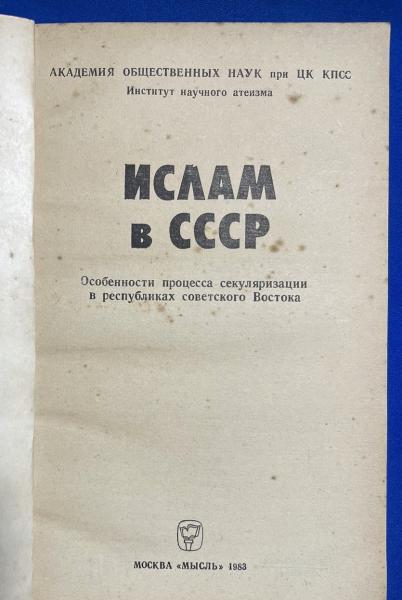 АКАДЕМИЯ ОБЩЕСТВЕННЫХ НАУК при ЦК КПСС
Институт научного атеизма
ИСЛАМ
в СССР
Особенности процесса секуляризации
в республиках советского Востока
МОСКВА «МЫСЛЬ» 1983